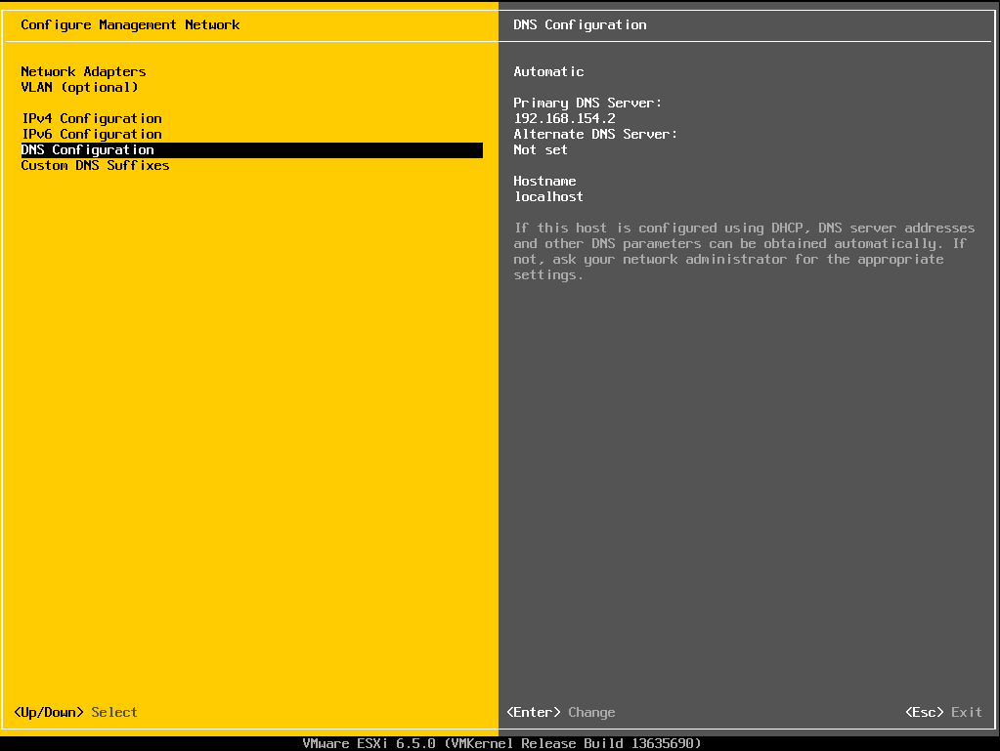 Configure Management Network
DNS Configuration
Network Adapters
VLAN (optional)
IPv4 Configuration
IPv6 Configuration
DNS Configuration
Custom DNS Suffixes
Automatic
Primary DNS Server:
192.168.154.2
Alternate DNS Server:
Not set
Hostname
localhost
If this host is configured using DHCP, DNS server addresses
and other DNS parameters can be obtained automatically. If
not, ask your network administrator for the appropriate
settings.
<Up/Down> Select
<Enter> Change
<Esc> Exit
VMware ESXi 6.5.0 (VMKernel Release Build 13635690)